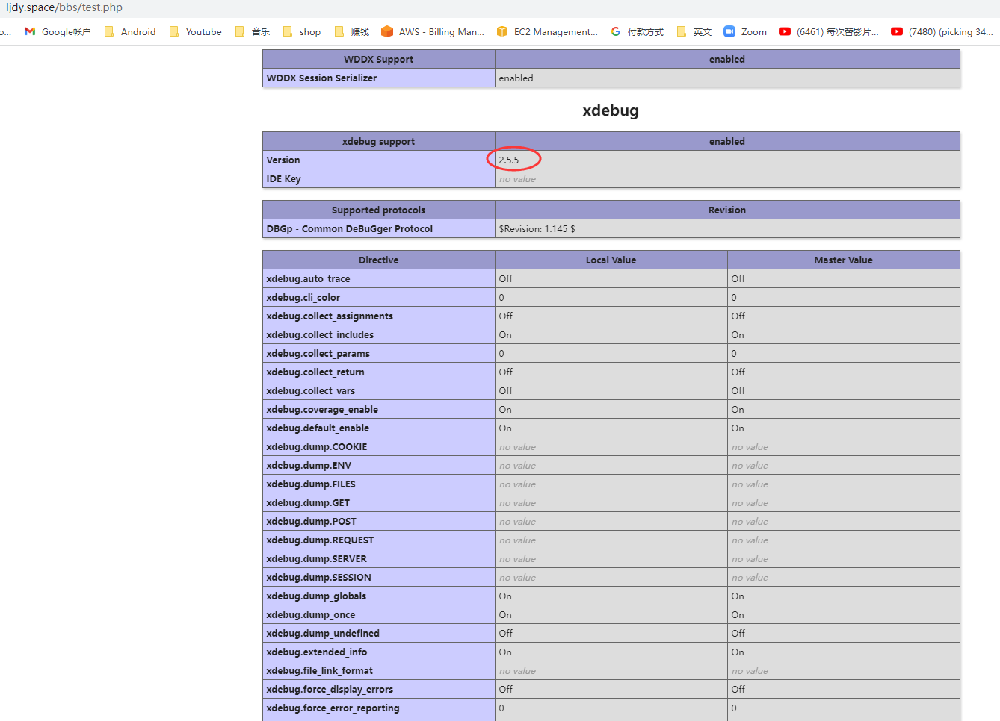 ljdy.space/bbs/test.php
o... Google帐户 Android Youtube 音乐 shop 赚钱 AWS - Billing Man... EC2 Management... 付款方式 英文 Zoom (6461) 每次替影片... (7480) (picking 34...
WDDX Support enabled
WDDX Session Serializer enabled
xdebug
xdebug support enabled
Version 2.5.5
IDE Key no value
Supported protocols Revision
DBGp - Common DeBuGger Protocol $Revision: 1.145 $
Directive Local Value Master Value
xdebug.auto_trace Off Off
xdebug.cli_color 0 0
xdebug.collect_assignments Off Off
xdebug.collect_includes On On
xdebug.collect_params 0 0
xdebug.collect_return Off Off
xdebug.collect_vars Off Off
xdebug.coverage_enable On On
xdebug.default_enable On On
xdebug.dump.COOKIE no value no value
xdebug.dump.ENV no value no value
xdebug.dump.FILES no value no value
xdebug.dump.GET no value no value
xdebug.dump.POST no value no value
xdebug.dump.REQUEST no value no value
xdebug.dump.SERVER no value no value
xdebug.dump.SESSION no value no value
xdebug.dump_globals On On
xdebug.dump_once On On
xdebug.dump_undefined Off Off
xdebug.extended_info On On
xdebug.file_link_format no value no value
xdebug.force_display_errors Off Off
xdebug.force_error_reporting 0 0